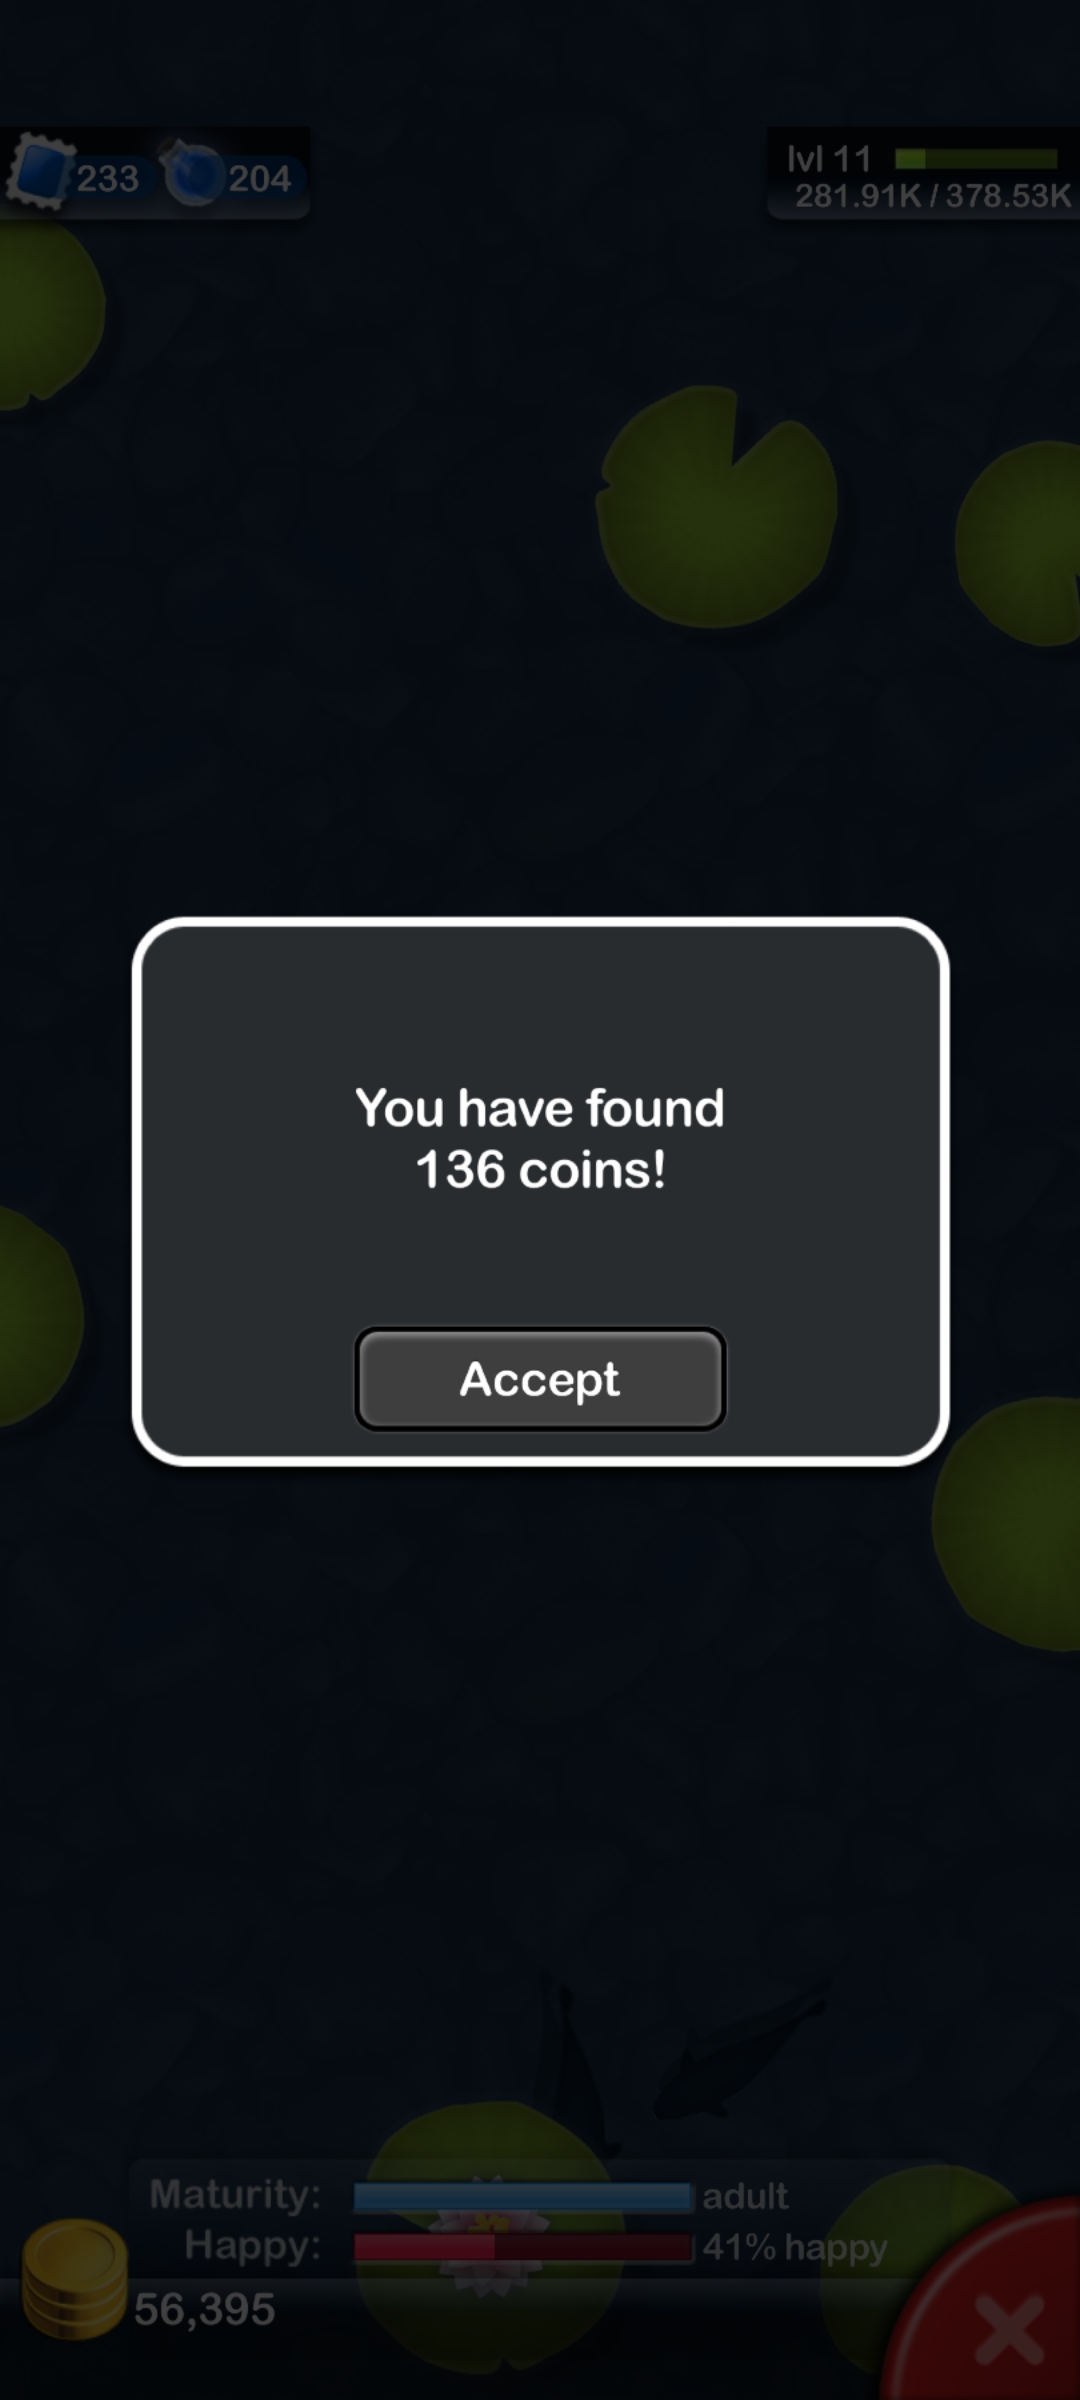 233
204
lvl 11
281.91K / 378.53K
You have found
136 coins!
Accept
Maturity:
adult
Happy:
41% happy
56,395